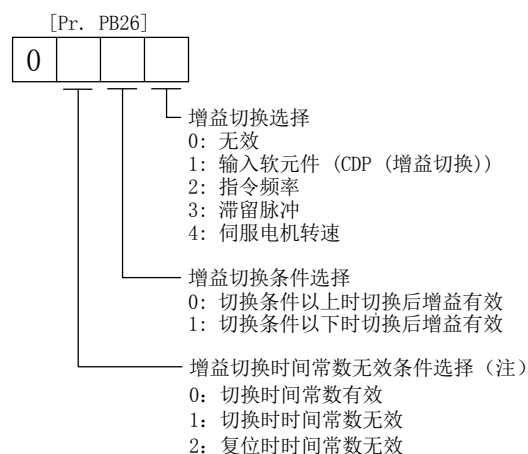 [Pr. PB26]
0
增益切换选择
0: 无效
1: 输入软元件 (CDP (增益切换))
2: 指令频率
3: 滞留脉冲
4: 伺服电机转速
增益切换条件选择
0: 切换条件以上时切换后增益有效
1: 切换条件以下时切换后增益有效
增益切换时间常数无效条件选择（注）
0: 切换时间常数有效
1: 切换时时间常数无效
2: 复位时时间常数无效